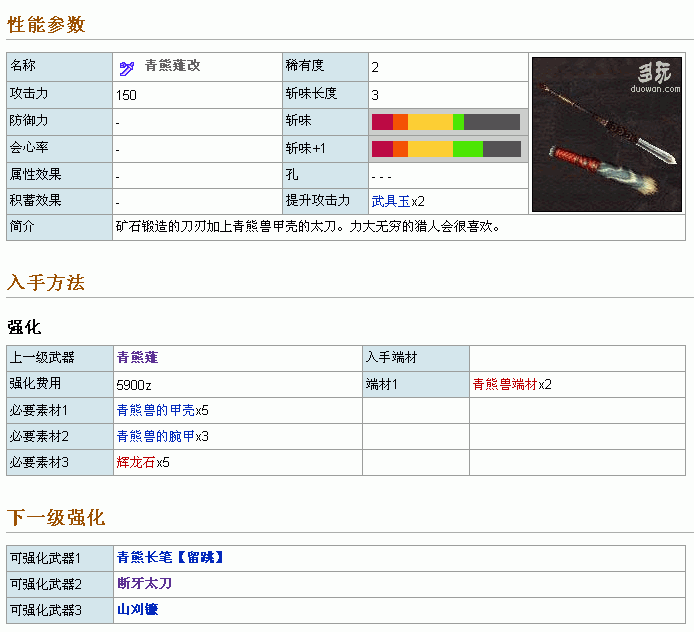 性能参数
名称 青熊薙改 稀有度 2
多玩
duowan.com
攻击力 150 斩味长度 3
防御力 - 斩味
会心率 - 斩味+1
属性效果 - 孔 - - -
积蓄效果 - 提升攻击力 武具玉x2
简介 矿石锻造的刀刃加上青熊兽甲壳的太刀。力大无穷的猎人会很喜欢。
入手方法
强化
上一级武器 青熊薙 入手端材
强化费用 5900z 端材1 青熊兽端材x2
必要素材1 青熊兽的甲壳x5
必要素材2 青熊兽的腕甲x3
必要素材3 辉龙石x5
下一级强化
可强化武器1 青熊长笔【留跳】
可强化武器2 断牙太刀
可强化武器3 山刈镰